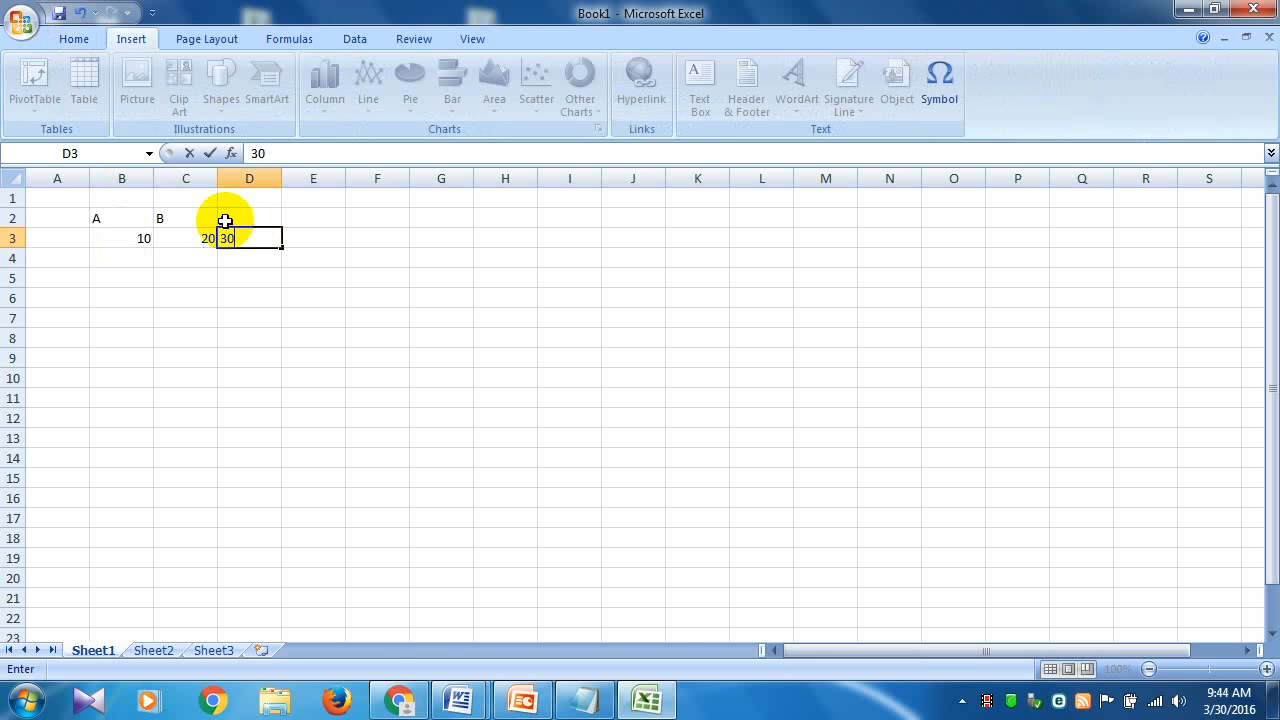 Book1 - Microsoft Excel
Home Insert Page Layout Formulas Data Review View
PivotTable Table Picture Clip Art Shapes SmartArt Column Line Pie Bar Area Scatter Other Charts Hyperlink Text Box Header & Footer WordArt Signature Line Object Symbol
Tables Illustrations Charts Links Text
D3 fx 30
A B C D E F G H I J K L M N O P Q R S
1
2 A B
3 10 20 30
4
5
6
7
8
9
10
11
12
13
14
15
16
17
18
19
20
21
22
23
Sheet1 Sheet2 Sheet3
Enter 100%
9:44 AM
3/30/2016